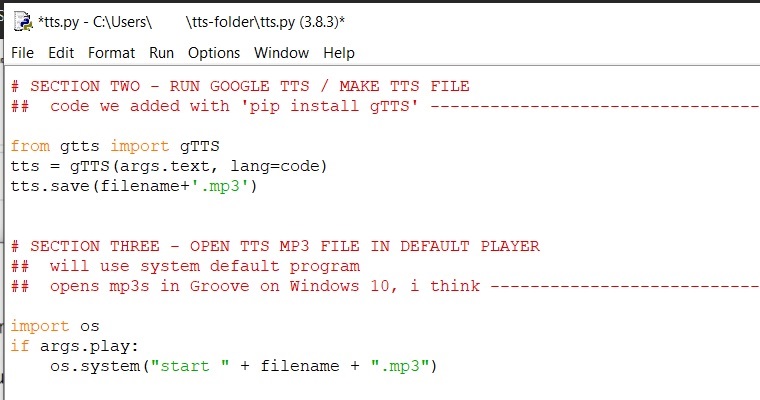 *tts.py - C:\Users\ \tts-folder\tts.py (3.8.3)*
File Edit Format Run Options Window Help
# SECTION TWO - RUN GOOGLE TTS / MAKE TTS FILE
## code we added with 'pip install gTTS' ---------------------------------
from gtts import gTTS
tts = gTTS(args.text, lang=code)
tts.save(filename+'.mp3')
# SECTION THREE - OPEN TTS MP3 FILE IN DEFAULT PLAYER
## will use system default program
## opens mp3s in Groove on Windows 10, i think ---------------------------
import os
if args.play:
    os.system("start " + filename + ".mp3")